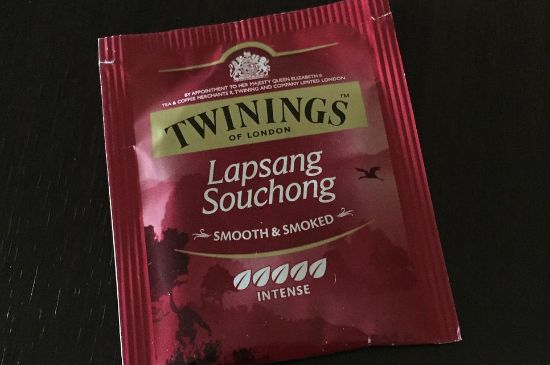 BY APPOINTMENT TO HER MAJESTY QUEEN ELIZABETH II
TEA & COFFEE MERCHANTS R. TWINING AND COMPANY LIMITED LONDON
TWININGS™
OF LONDON
Lapsang
Souchong
SMOOTH & SMOKED
INTENSE